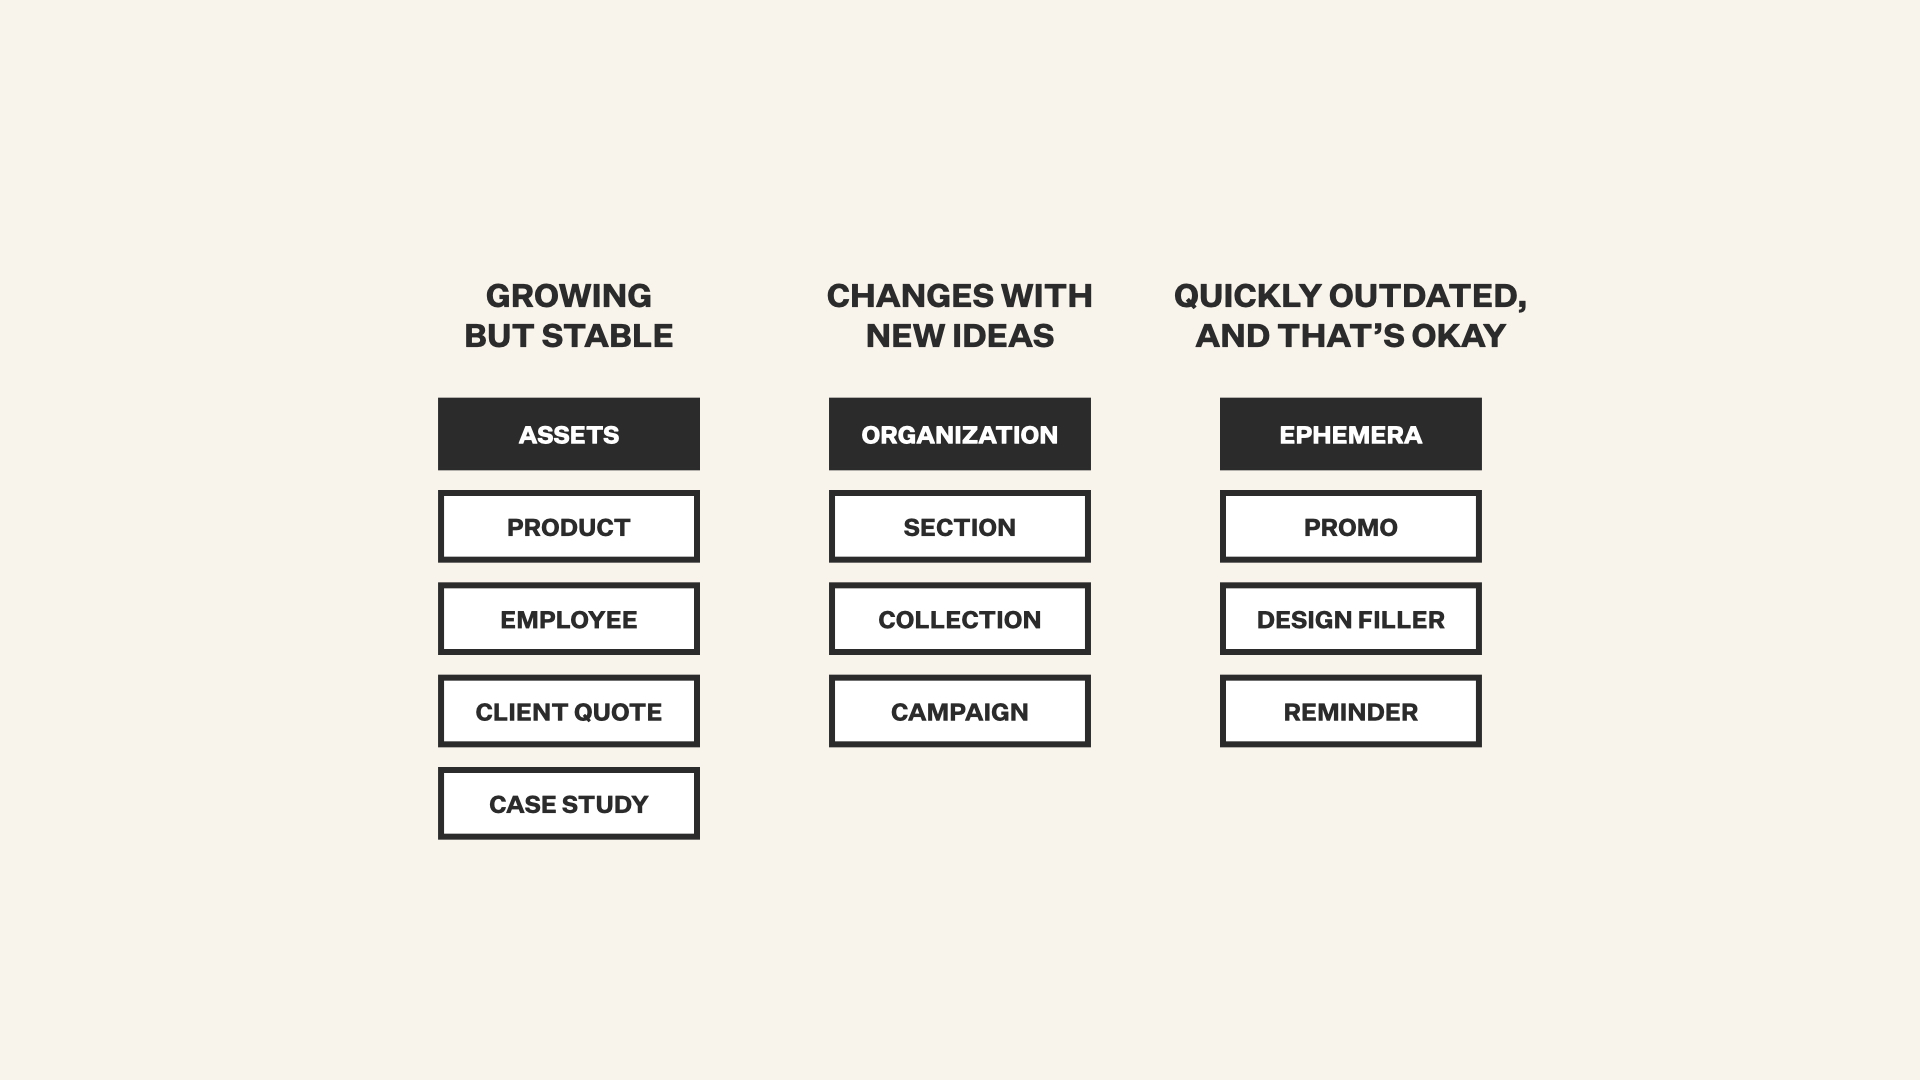 GROWING
BUT STABLE
ASSETS
PRODUCT
EMPLOYEE
CLIENT QUOTE
CASE STUDY
CHANGES WITH
NEW IDEAS
ORGANIZATION
SECTION
COLLECTION
CAMPAIGN
QUICKLY OUTDATED,
AND THAT’S OKAY
EPHEMERA
PROMO
DESIGN FILLER
REMINDER